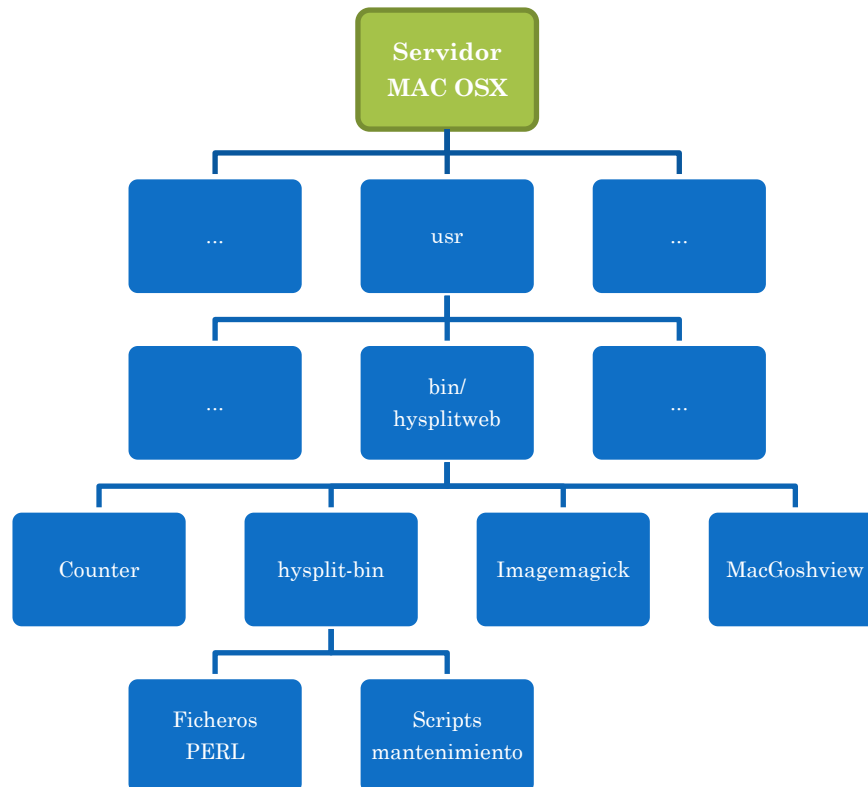 Servidor
MAC OSX
...
usr
...
...
bin/
hysplitweb
...
Counter
hysplit-bin
Imagemagick
MacGoshview
Ficheros
PERL
Scripts
mantenimiento